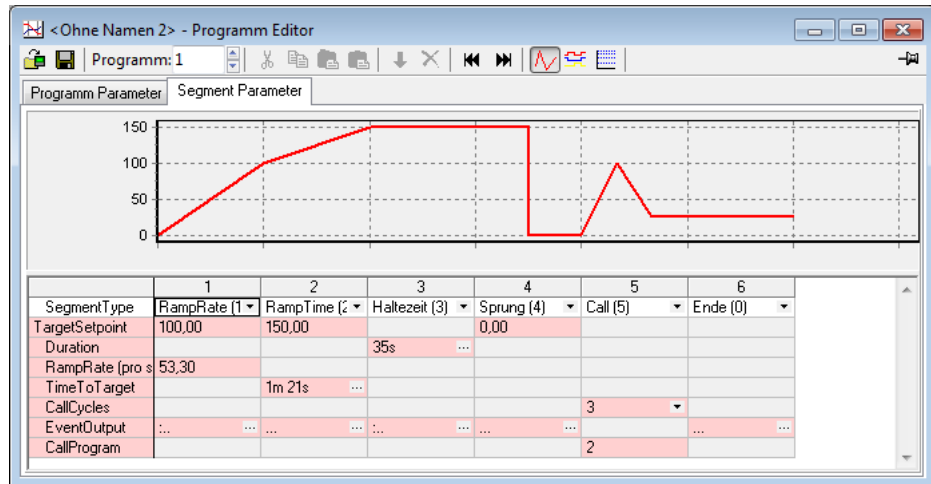 <Ohne Namen 2> - Programm Editor
Programm: 1
Programm Parameter Segment Parameter
150
100
50
0
1 2 3 4 5 6
SegmentType RampRate (1 RampTime (2 Haltezeit (3) Sprung (4) Call (5) Ende (0)
TargetSetpoint 100,00 150,00 0,00
Duration 35s ...
RampRate (pro s 53,30
TimeToTarget 1m 21s ...
CallCycles 3
EventOutput :.. ... ... ... :.. ... ... ... ... ...
CallProgram 2